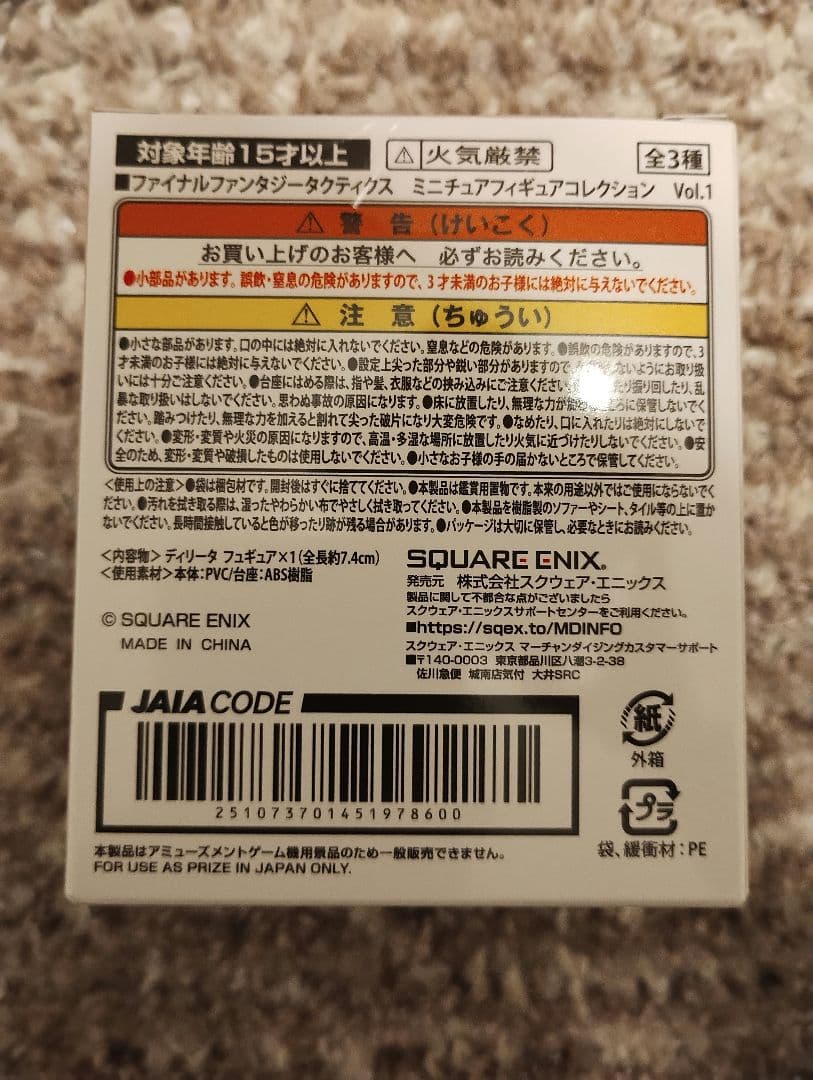 対象年齢15才以上
⚠火気厳禁
全3種
■ファイナルファンタジータクティクス ミニチュアフィギュアコレクション Vol.1
⚠ 警 告 (けいこく)
お買い上げのお客様へ 必ずお読みください。
●小部品があります。誤飲・窒息の危険がありますので、3才未満のお子様には絶対に与えないでください。
⚠ 注 意 (ちゅうい)
●小さな部品があります。口の中には絶対に入れないでください。窒息などの危険があります。●誤飲の危険がありますので、3
才未満のお子様には絶対に与えないでください。●設定上尖った部分や鋭い部分がありますので、 ないようにお取り扱
いには十分ご注意ください。●台座にはめる際は、指や髪、衣服などの挟み込みにご注意ください。 たり振り回したり、乱
暴な取り扱いはしないでください。思わぬ事故の原因になります。●床に放置したり、無理な力が ころに保管しないでく
ださい。踏みつけたり、無理な力を加えると割れて尖った破片になり大変危険です。●なめたり、口に入れたりは絶対にしないで
ください。●変形・変質や火災の原因になりますので、高温・多湿な場所に放置したり火気に近づけたりしないでください。●安
全のため、変形・変質や破損したものは使用しないでください。●小さなお子様の手の届かないところで保管してください。
<使用上の注意>●袋は梱包材です。開封後はすぐに捨ててください。●本製品は鑑賞用置物です。本来の用途以外ではご使用にならないでく
ださい。●汚れを拭き取る際は、湿ったやわらかい布でやさしく拭き取ってください。●本製品を樹脂製のソファーやシート、タイル等の上に置か
ないでください。長時間接触していると色が移ったり跡が残る場合があります。●パッケージは大切に保管し、必要なときにお読みください。
<内容物> ディリータ フュギュア×1(全長約7.4cm)
<使用素材>本体:PVC/台座:ABS樹脂
© SQUARE ENIX
MADE IN CHINA
SQUARE ENIX®
発売元 株式会社スクウェア・エニックス
製品に関して不都合な点がございましたら
スクウェア・エニックスサポートセンターをご利用ください。
■https://sqex.to/MDINFO
スクウェア・エニックス マーチャンダイジングカスタマーサポート
■〒140-0003 東京都品川区八潮3-2-38
佐川急便 城南店気付 大井SRC
JAIA CODE
2510737014519786​00
紙
外箱
プラ
袋、緩衝材:PE
本製品はアミューズメントゲーム機用景品のため一般販売できません。
FOR USE AS PRIZE IN JAPAN ONLY.